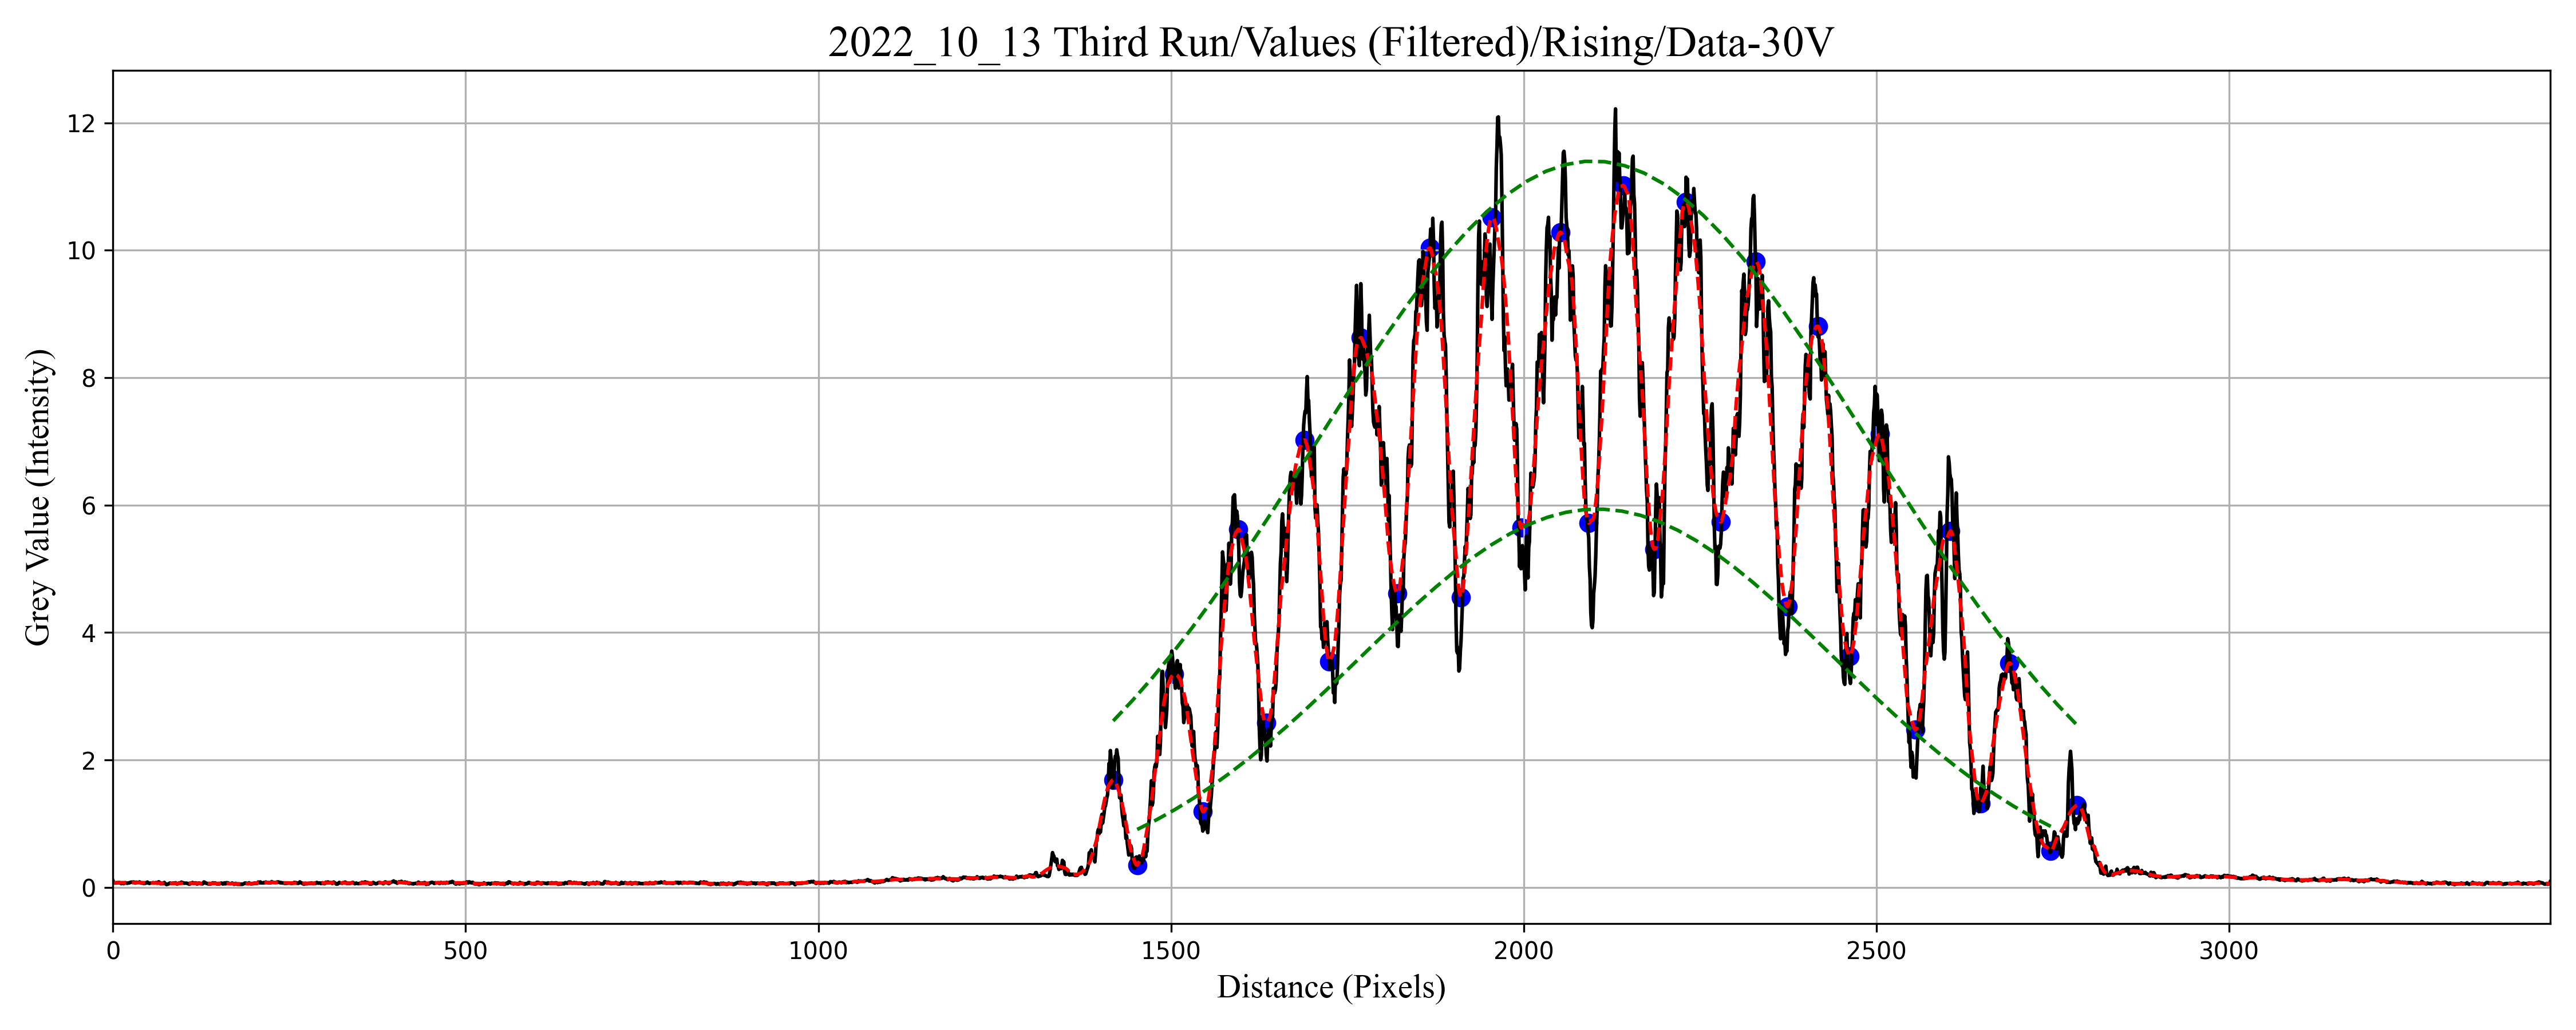 2022_10_13 Third Run/Values (Filtered)/Rising/Data-30V
Grey Value (Intensity)
12
10
8
6
4
2
0
0 500 1000 1500 2000 2500 3000
Distance (Pixels)